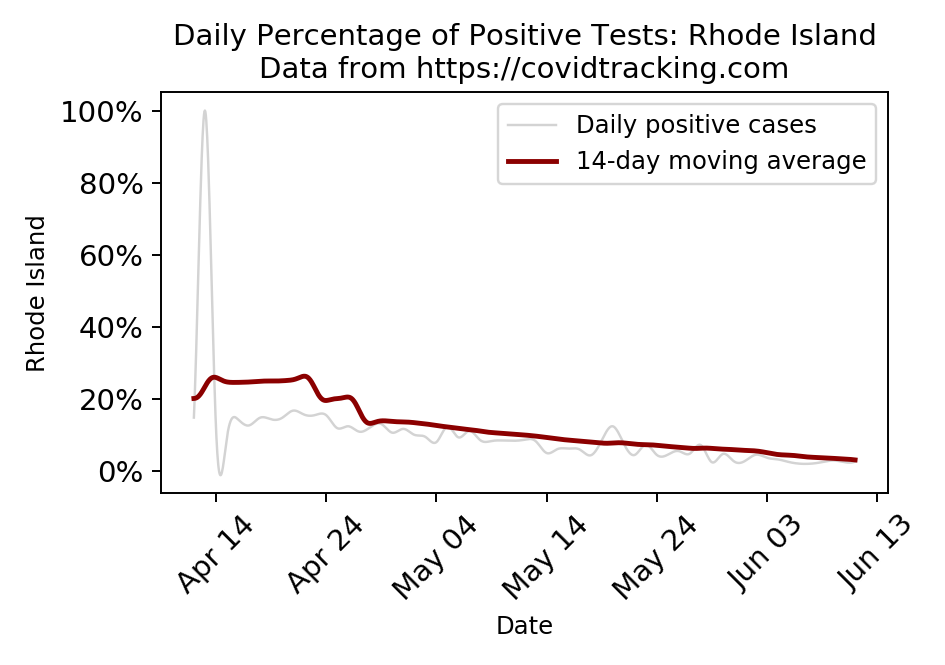 Daily Percentage of Positive Tests: Rhode Island
Data from https://covidtracking.com
Daily positive cases
14-day moving average
100%
80%
60%
40%
20%
0%
Rhode Island
Apr 14
Apr 24
May 04
May 14
May 24
Jun 03
Jun 13
Date